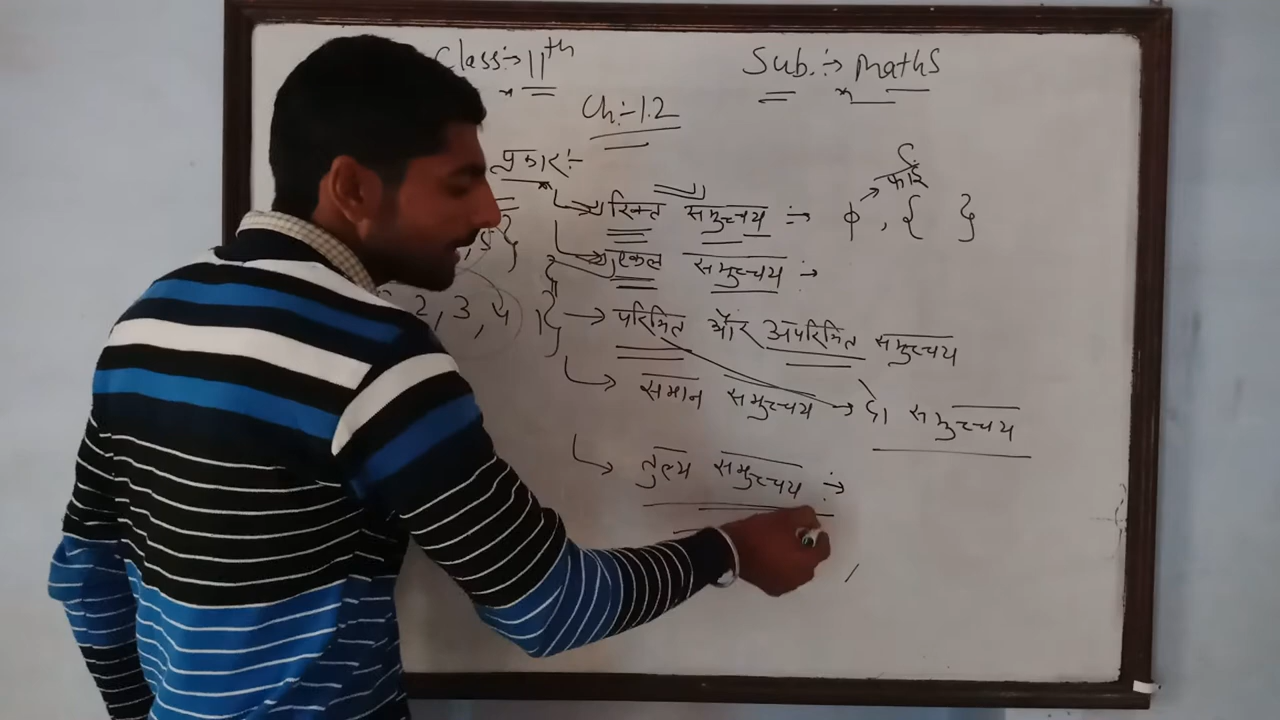 Class:→ 11th
Sub.:→ Maths
Ch:-1.2
प्रकार:-
फाई
रिक्त समुच्चय :→ ϕ, { }
, 5}
एकल समुच्चय :→
2, 3, 4, }
→ परिमित और अपरिमित समुच्चय
समान समुच्चय → दो समुच्चय
तुल्य समुच्चय :→